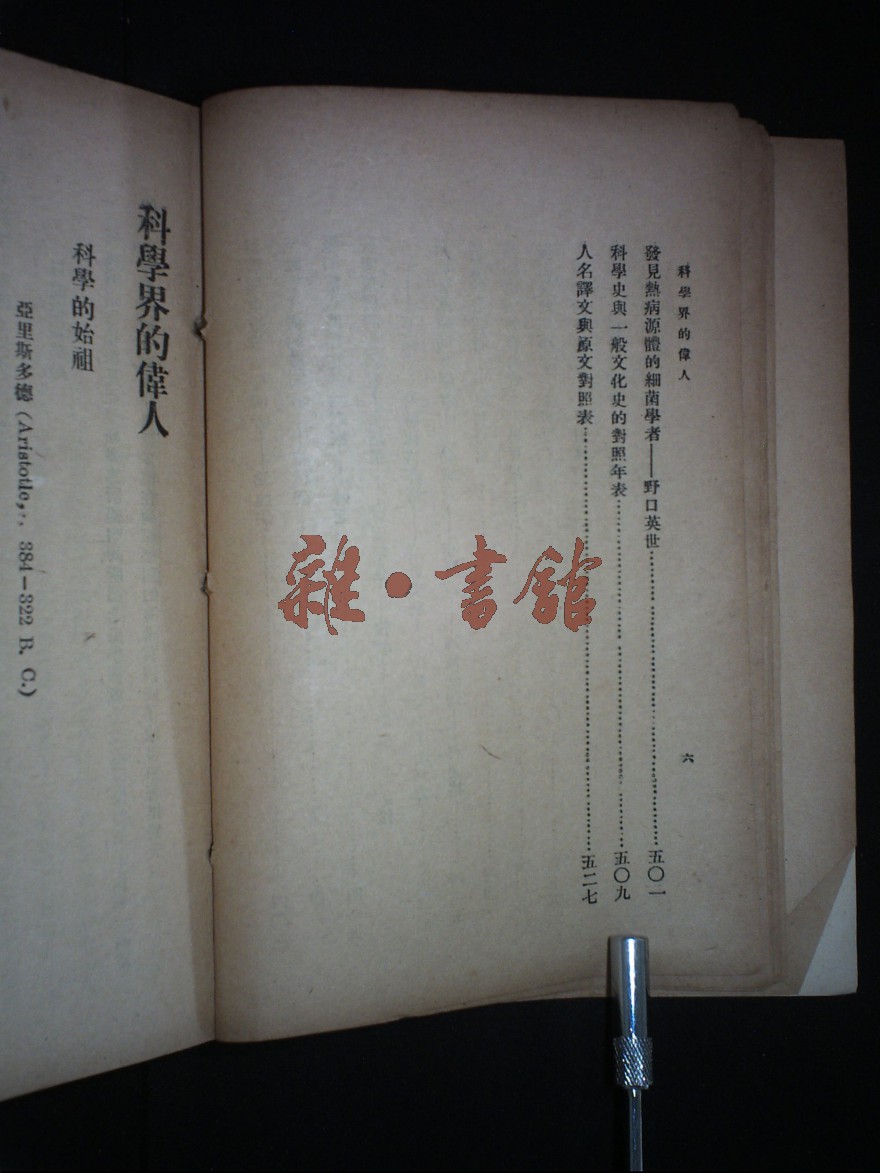 科學界的偉人
六
發見熱病源體的細菌學者——野口英世…………五〇一
科學史與一般文化史的對照年表…………五〇九
人名譯文與原文對照表…………五二七
科學界的偉人
科學的始祖
亞里斯多德 (Aristotle, 384–322 B. C.)
雜·書館